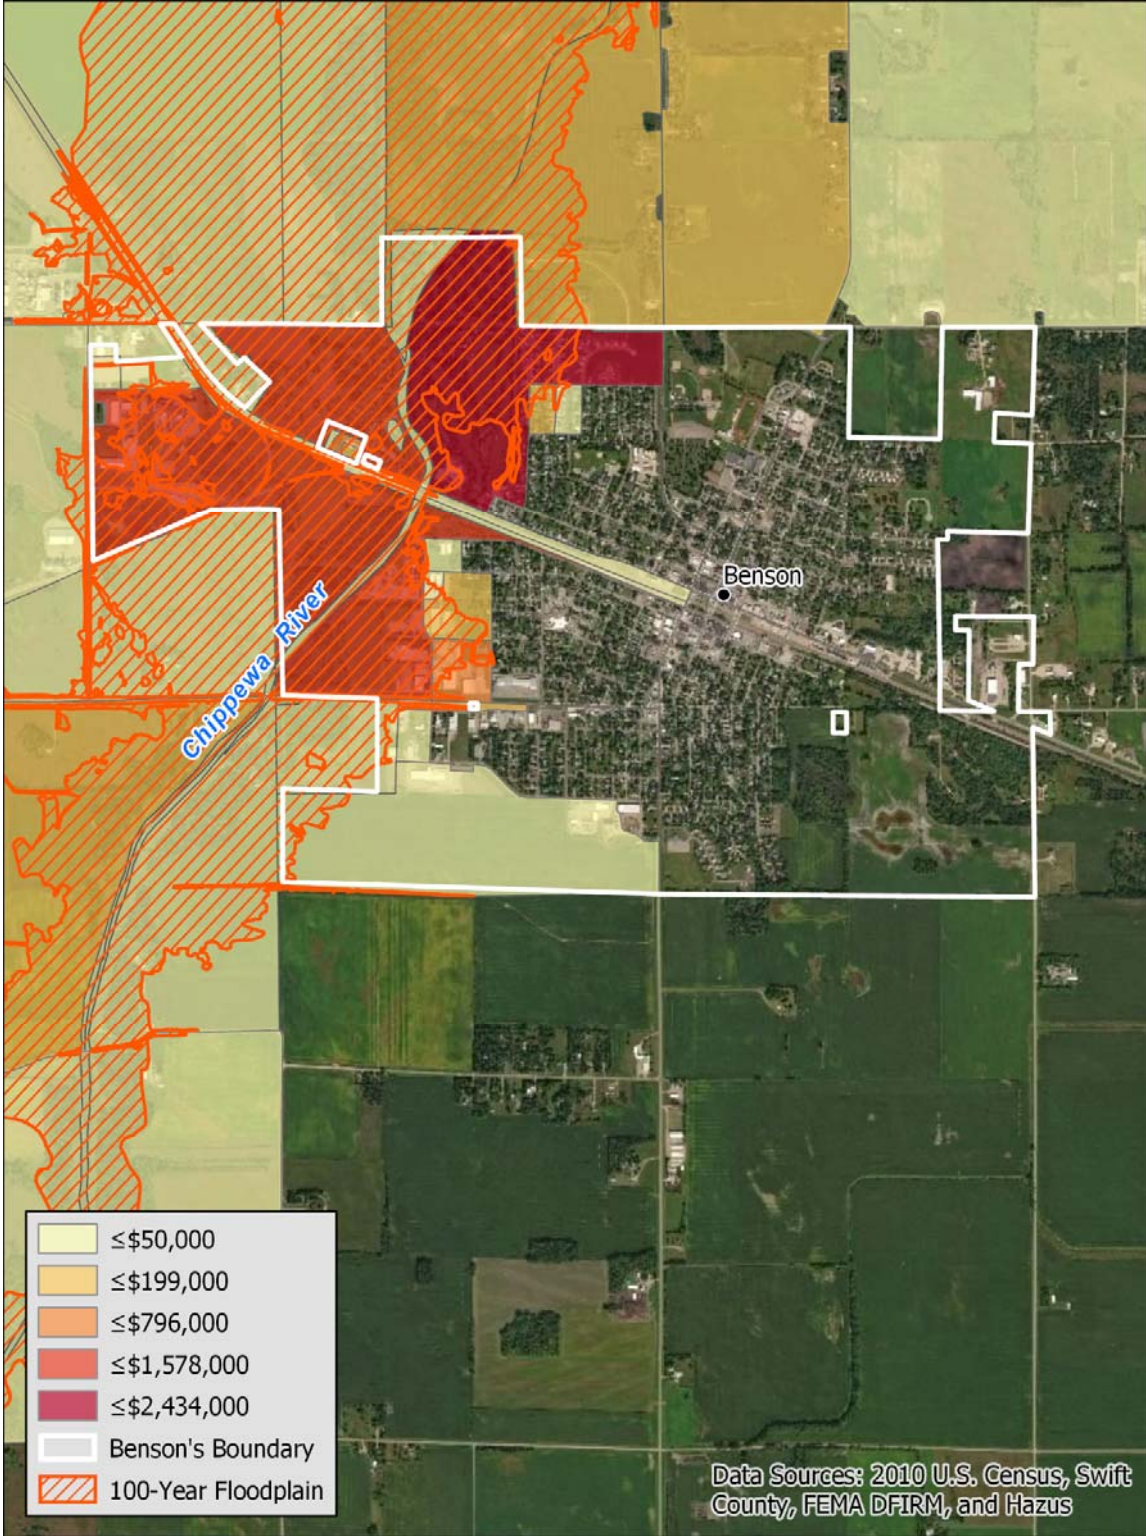 Benson
Chippewa River
≤$50,000
≤$199,000
≤$796,000
≤$1,578,000
≤$2,434,000
Benson's Boundary
100-Year Floodplain
Data Sources: 2010 U.S. Census, Swift
County, FEMA DFIRM, and Hazus